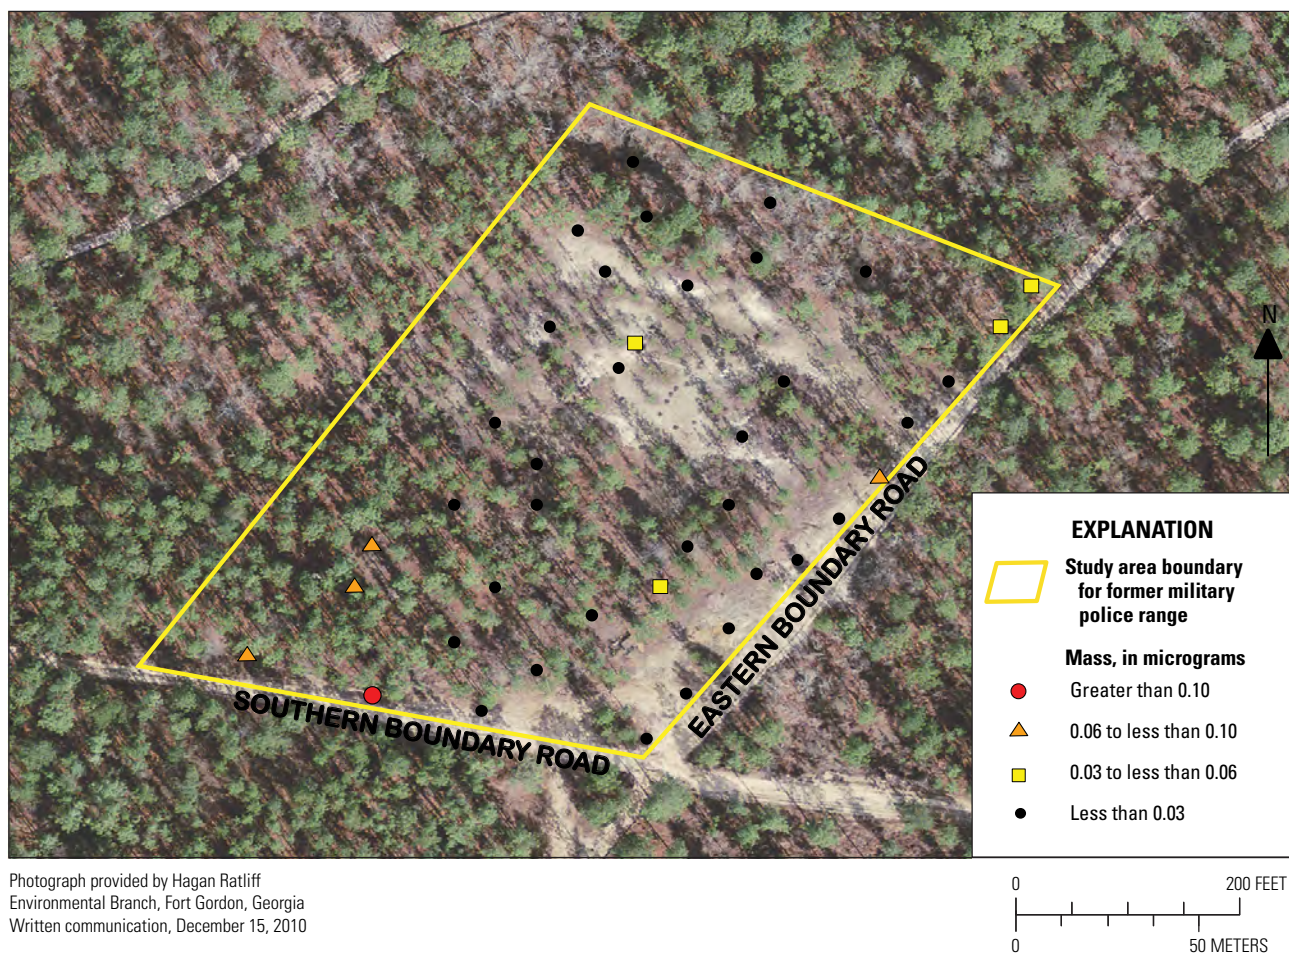 N
SOUTHERN BOUNDARY ROAD
EASTERN BOUNDARY ROAD
EXPLANATION
Study area boundary
for former military
police range
Mass, in micrograms
Greater than 0.10
0.06 to less than 0.10
0.03 to less than 0.06
Less than 0.03
Photograph provided by Hagan Ratliff
Environmental Branch, Fort Gordon, Georgia
Written communication, December 15, 2010
0 200 FEET
0 50 METERS